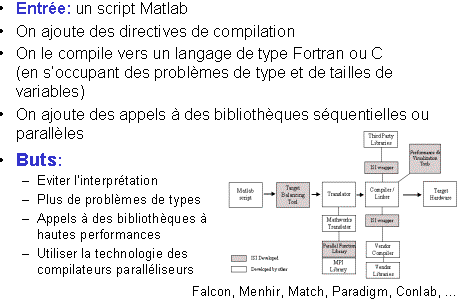 • Entrée: un script Matlab
• On ajoute des directives de compilation
• On le compile vers un langage de type Fortran ou C
(en s'occupant des problèmes de type et de tailles de
variables)
• On ajoute des appels à des bibliothèques séquentielles ou
parallèles
• Buts:
– Eviter l'interprétation
– Plus de problèmes de types
– Appels à des bibliothèques à
hautes performances
– Utiliser la technologie des
compilateurs paralléliseurs
Third Party
Libraries
Performance &
Visualization
Tools
ISI wrapper
Matlab
script
Target
Balancing
Tool
Translator
Compiler /
Linker
Target
Hardware
Mathworks
Translator
ISI wrapper
Parallel Function
Library
MPI
Library
Vendor
Compiler
Vendor
Libraries
ISI Developed
Developed by other
Falcon, Menhir, Match, Paradigm, Conlab, ...